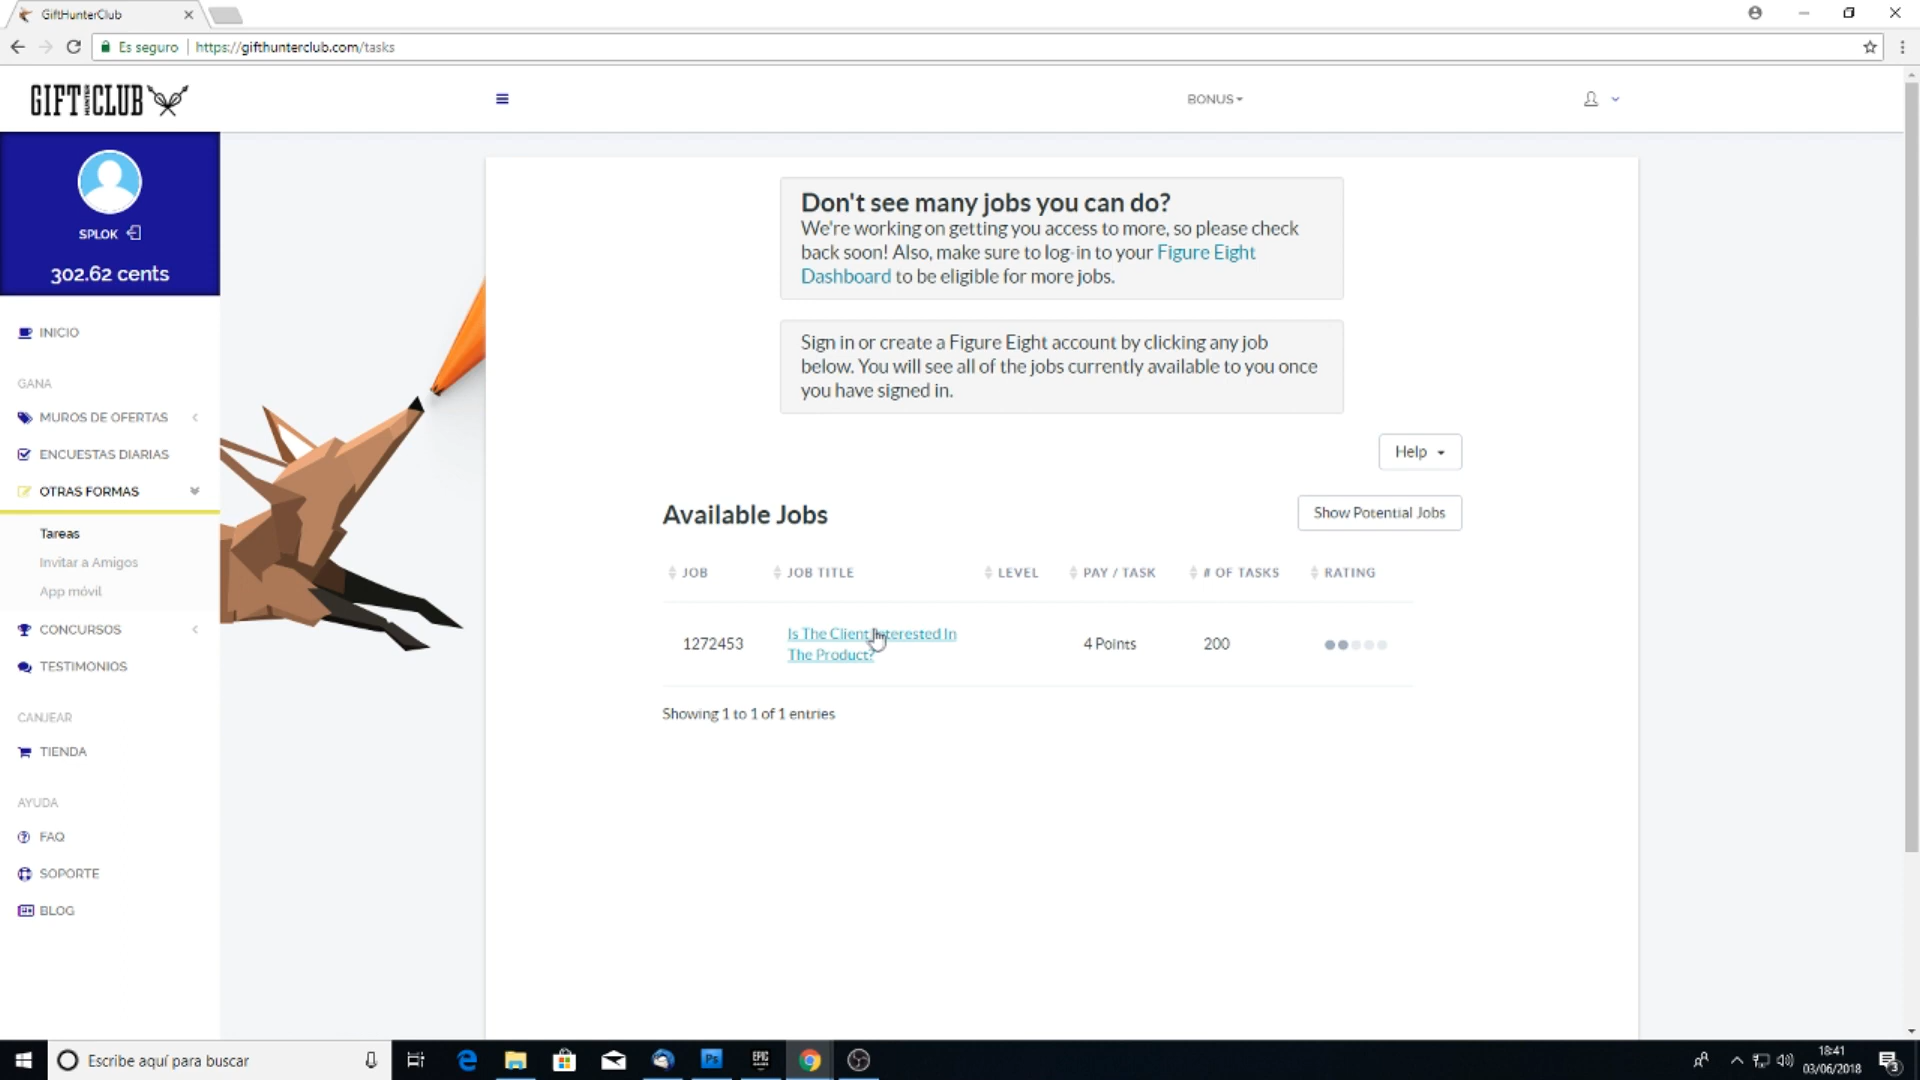 GiftHunterClub
Es seguro
https://gifthunterclub.com/tasks
GIFT HUNTER CLUB
BONUS
SPLOK
302.62 cents
INICIO
GANA
MUROS DE OFERTAS
ENCUESTAS DIARIAS
OTRAS FORMAS
Tareas
Invitar a Amigos
App móvil
CONCURSOS
TESTIMONIOS
CANJEAR
TIENDA
AYUDA
FAQ
SOPORTE
BLOG
Don't see many jobs you can do?
We're working on getting you access to more, so please check
back soon! Also, make sure to log-in to your Figure Eight
Dashboard to be eligible for more jobs.
Sign in or create a Figure Eight account by clicking any job
below. You will see all of the jobs currently available to you once
you have signed in.
Help
Available Jobs
Show Potential Jobs
JOB JOB TITLE LEVEL PAY / TASK # OF TASKS RATING
1272453 Is The Client Interested In 4 Points 200
The Product?
Showing 1 to 1 of 1 entries
Escribe aquí para buscar
Ps
EPIC
GAMES
18:41
03/06/2018
3